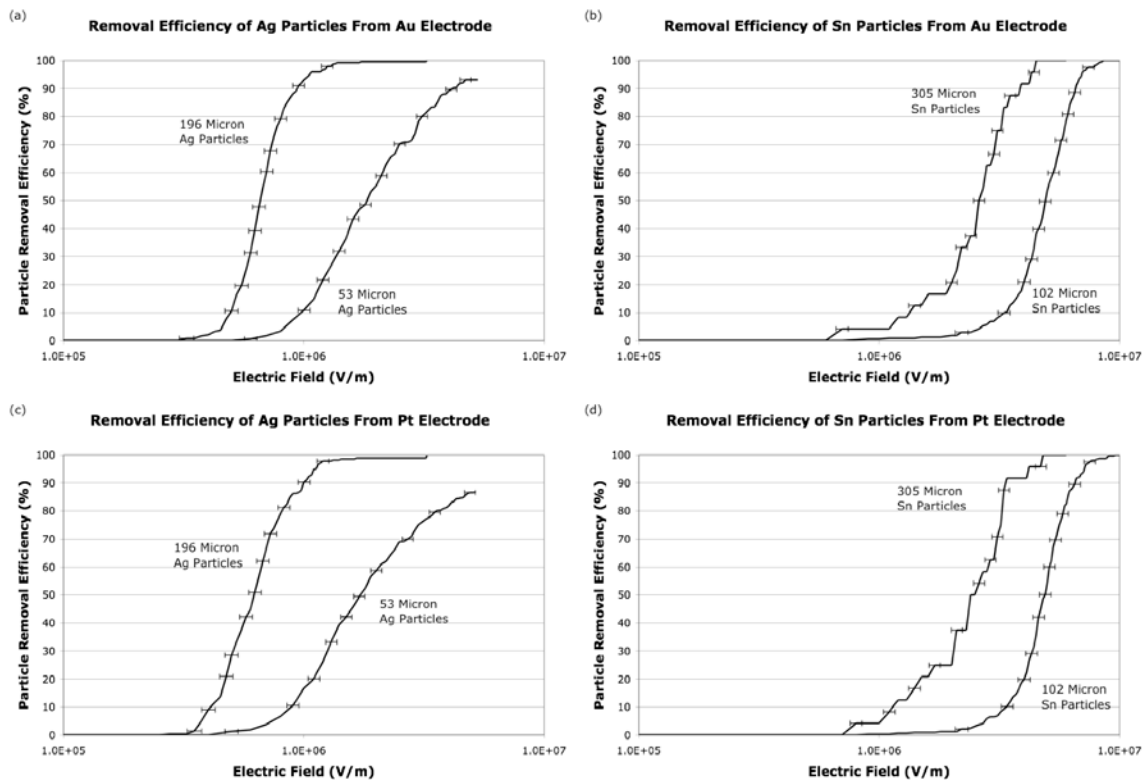 (a)
Removal Efficiency of Ag Particles From Au Electrode
Particle Removal Efficiency (%)
100
90
80
70
60
50
40
30
20
10
0
196 Micron
Ag Particles
53 Micron
Ag Particles
1.0E+05
1.0E+06
1.0E+07
Electric Field (V/m)
(b)
Removal Efficiency of Sn Particles From Au Electrode
Particle Removal Efficiency (%)
100
90
80
70
60
50
40
30
20
10
0
305 Micron
Sn Particles
102 Micron
Sn Particles
1.0E+05
1.0E+06
1.0E+07
Electric Field (V/m)
(c)
Removal Efficiency of Ag Particles From Pt Electrode
Particle Removal Efficiency (%)
100
90
80
70
60
50
40
30
20
10
0
196 Micron
Ag Particles
53 Micron
Ag Particles
1.0E+05
1.0E+06
1.0E+07
Electric Field (V/m)
(d)
Removal Efficiency of Sn Particles From Pt Electrode
Particle Removal Efficiency (%)
100
90
80
70
60
50
40
30
20
10
0
305 Micron
Sn Particles
102 Micron
Sn Particles
1.0E+05
1.0E+06
1.0E+07
Electric Field (V/m)